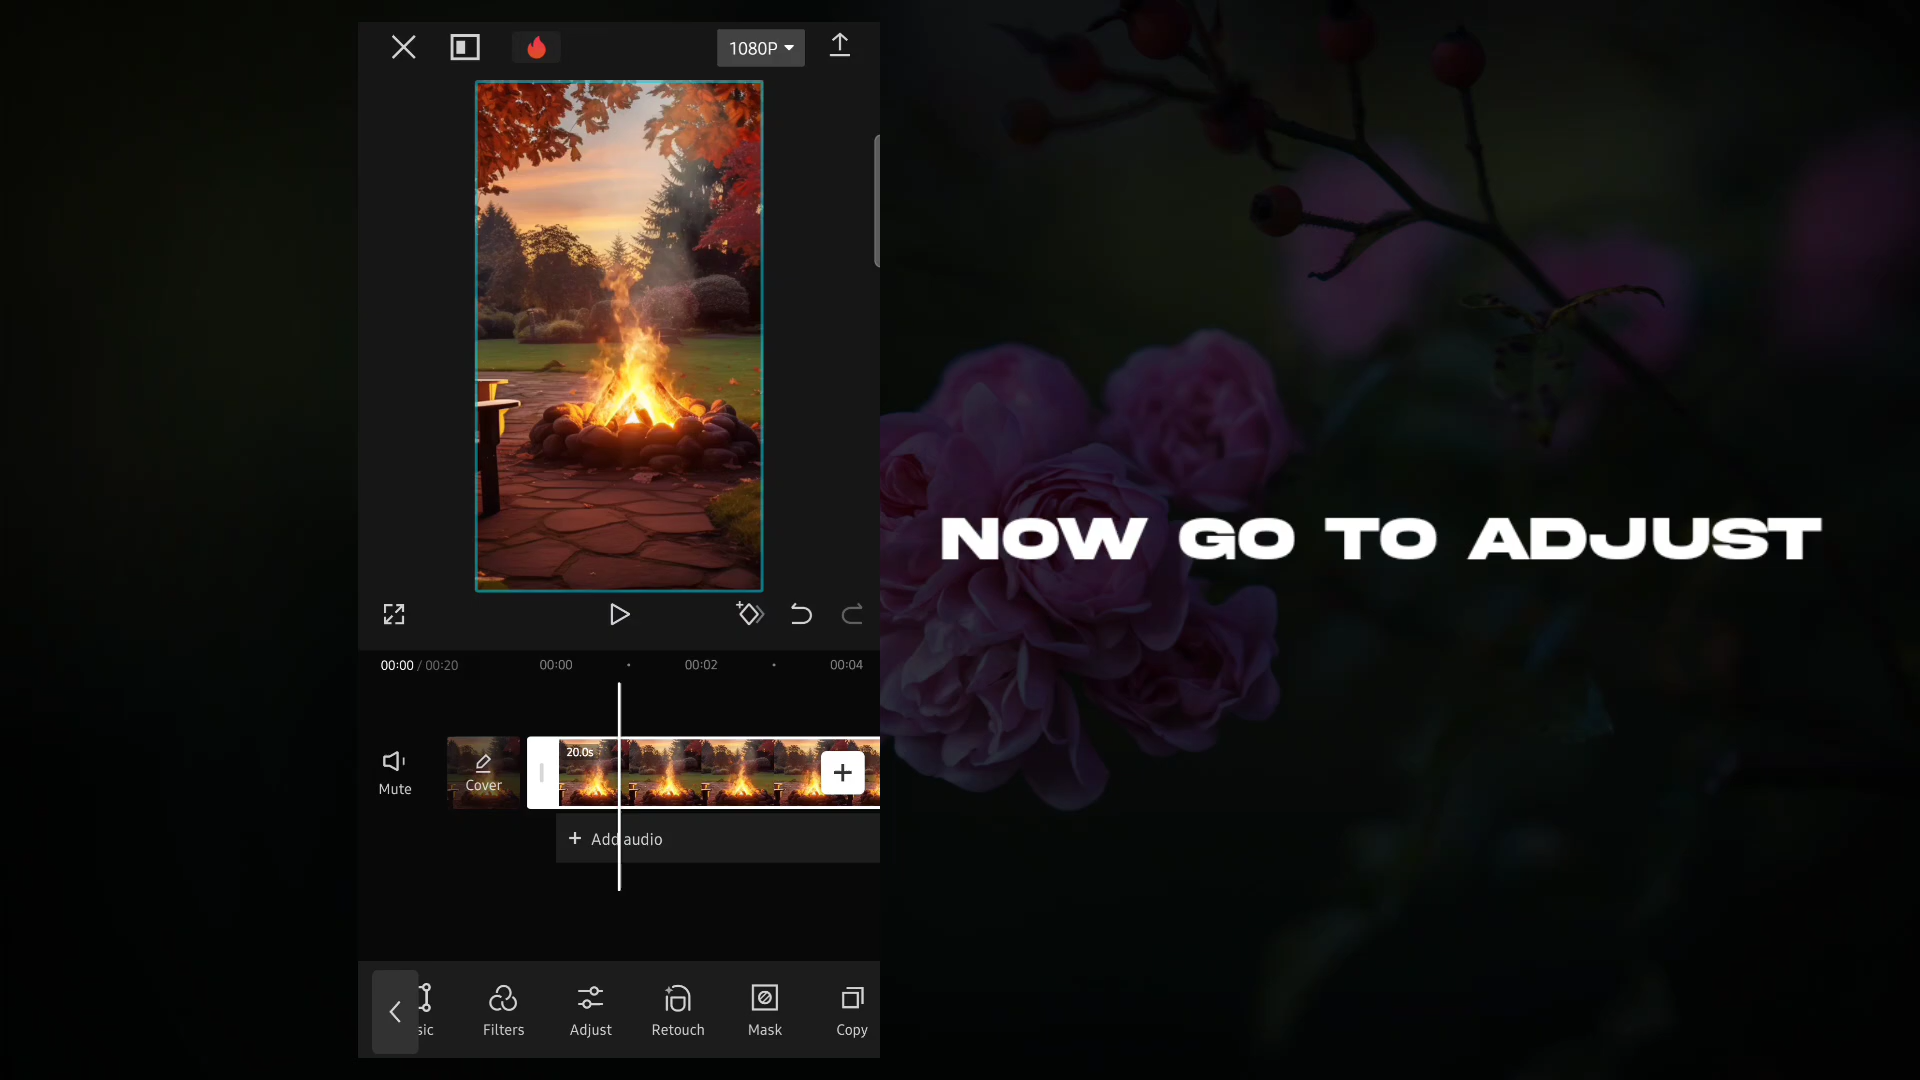 1080P
NOW GO TO ADJUST
00:00 / 00:20
00:00
00:02
00:04
20.0s
Mute
Cover
+ Add audio
sic
Filters
Adjust
Retouch
Mask
Copy